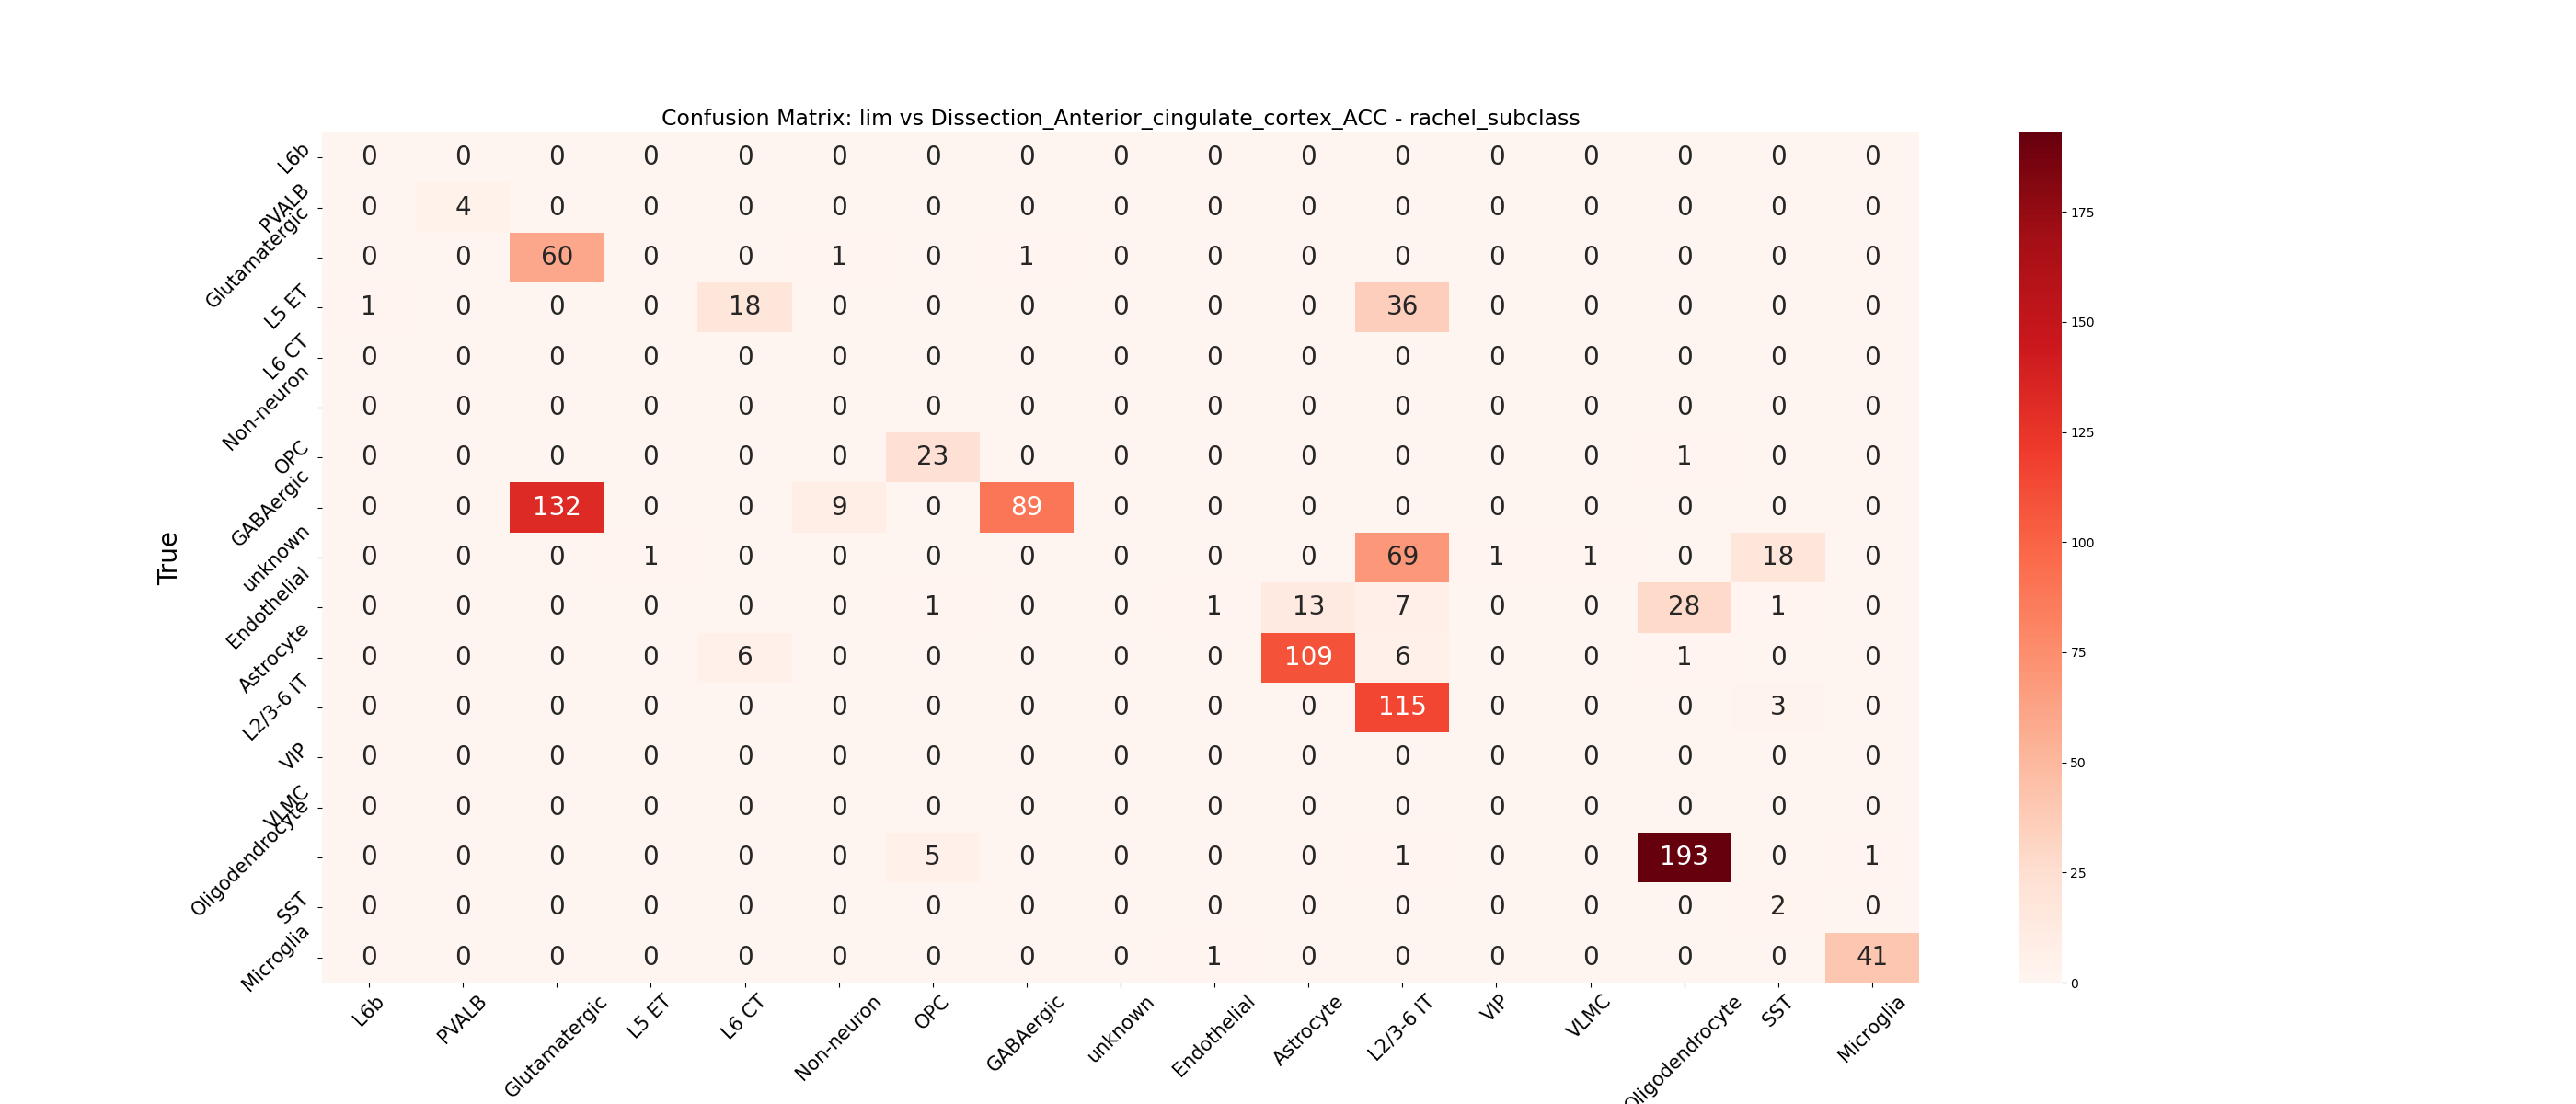 Confusion Matrix: lim vs Dissection_Anterior_cingulate_cortex_ACC - rachel_subclass
True
L6b 0 0 0 0 0 0 0 0 0 0 0 0 0 0 0 0 0
PVALB 0 4 0 0 0 0 0 0 0 0 0 0 0 0 0 0 0
Glutamatergic 0 0 60 0 0 1 0 1 0 0 0 0 0 0 0 0 0
L5 ET 1 0 0 0 18 0 0 0 0 0 0 36 0 0 0 0 0
L6 CT 0 0 0 0 0 0 0 0 0 0 0 0 0 0 0 0 0
Non-neuron 0 0 0 0 0 0 0 0 0 0 0 0 0 0 0 0 0
OPC 0 0 0 0 0 0 23 0 0 0 0 0 0 0 1 0 0
GABAergic 0 0 132 0 0 9 0 89 0 0 0 0 0 0 0 0 0
unknown 0 0 0 1 0 0 0 0 0 0 0 69 1 1 0 18 0
Endothelial 0 0 0 0 0 0 1 0 0 1 13 7 0 0 28 1 0
Astrocyte 0 0 0 0 6 0 0 0 0 0 109 6 0 0 1 0 0
L2/3-6 IT 0 0 0 0 0 0 0 0 0 0 0 115 0 0 0 3 0
VIP 0 0 0 0 0 0 0 0 0 0 0 0 0 0 0 0 0
VLMC 0 0 0 0 0 0 0 0 0 0 0 0 0 0 0 0 0
Oligodendrocyte 0 0 0 0 0 0 5 0 0 0 0 1 0 0 193 0 1
SST 0 0 0 0 0 0 0 0 0 0 0 0 0 0 0 2 0
Microglia 0 0 0 0 0 0 0 0 0 1 0 0 0 0 0 0 41
L6b PVALB Glutamatergic L5 ET L6 CT Non-neuron OPC GABAergic unknown Endothelial Astrocyte L2/3-6 IT VIP VLMC Oligodendrocyte SST Microglia
175
150
125
100
75
50
25
0